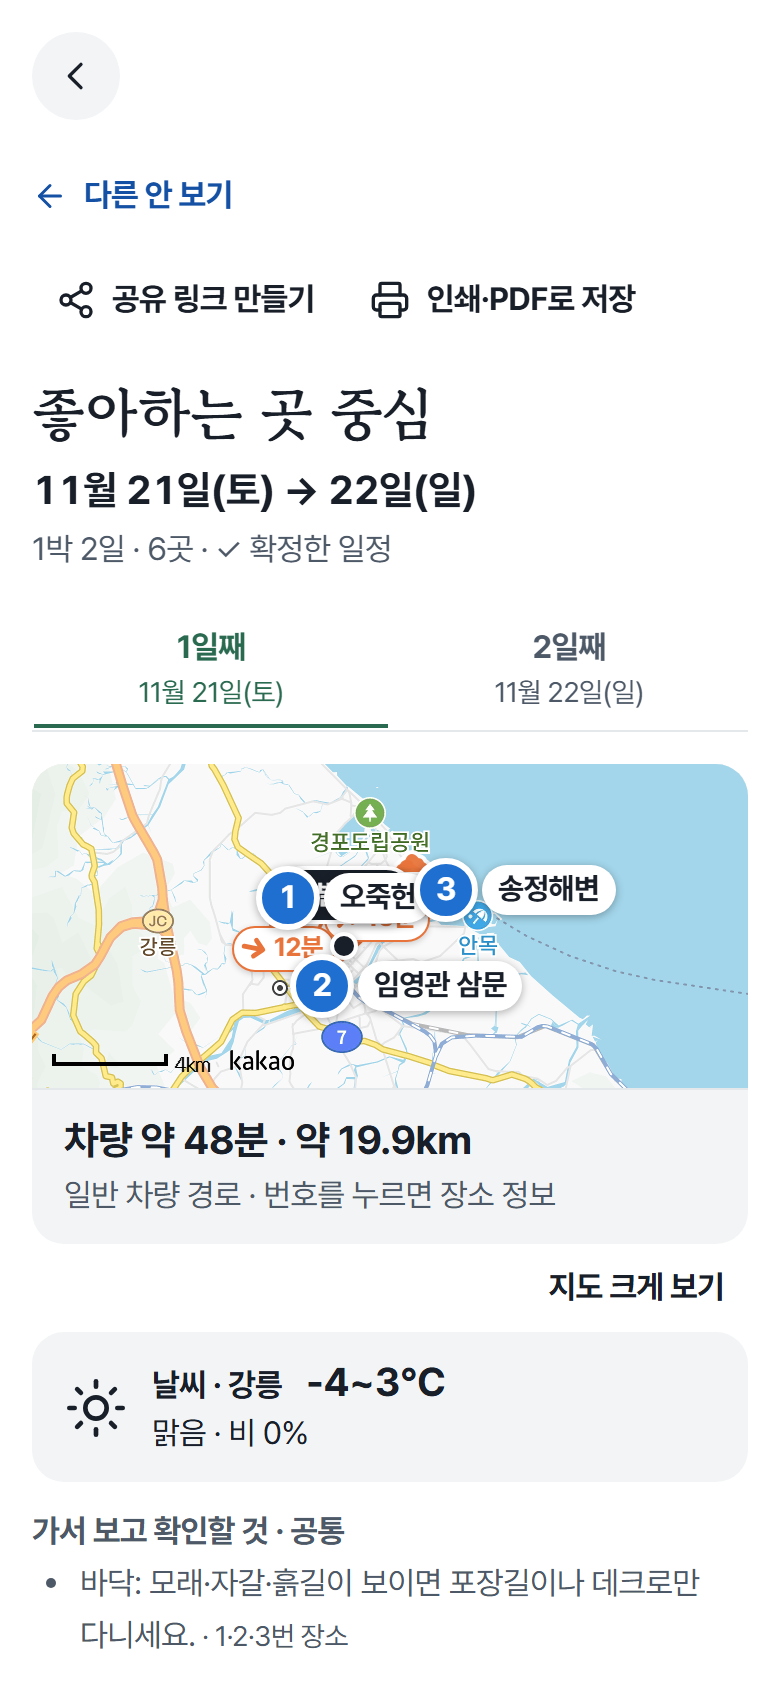 다른 안 보기
공유 링크 만들기
인쇄·PDF로 저장
좋아하는 곳 중심
11월 21일(토) → 22일(일)
1박 2일 · 6곳 · ✓ 확정한 일정
1일째
11월 21일(토)
2일째
11월 22일(일)
경포도립공원
1
오죽헌
3
송정해변
JC
강릉
12분
안목
2
임영관 삼문
7
4km
kakao
차량 약 48분 · 약 19.9km
일반 차량 경로 · 번호를 누르면 장소 정보
지도 크게 보기
날씨 · 강릉 -4~3°C
맑음 · 비 0%
가서 보고 확인할 것 · 공통
• 바닥: 모래·자갈·흙길이 보이면 포장길이나 데크로만
다니세요. · 1·2·3번 장소